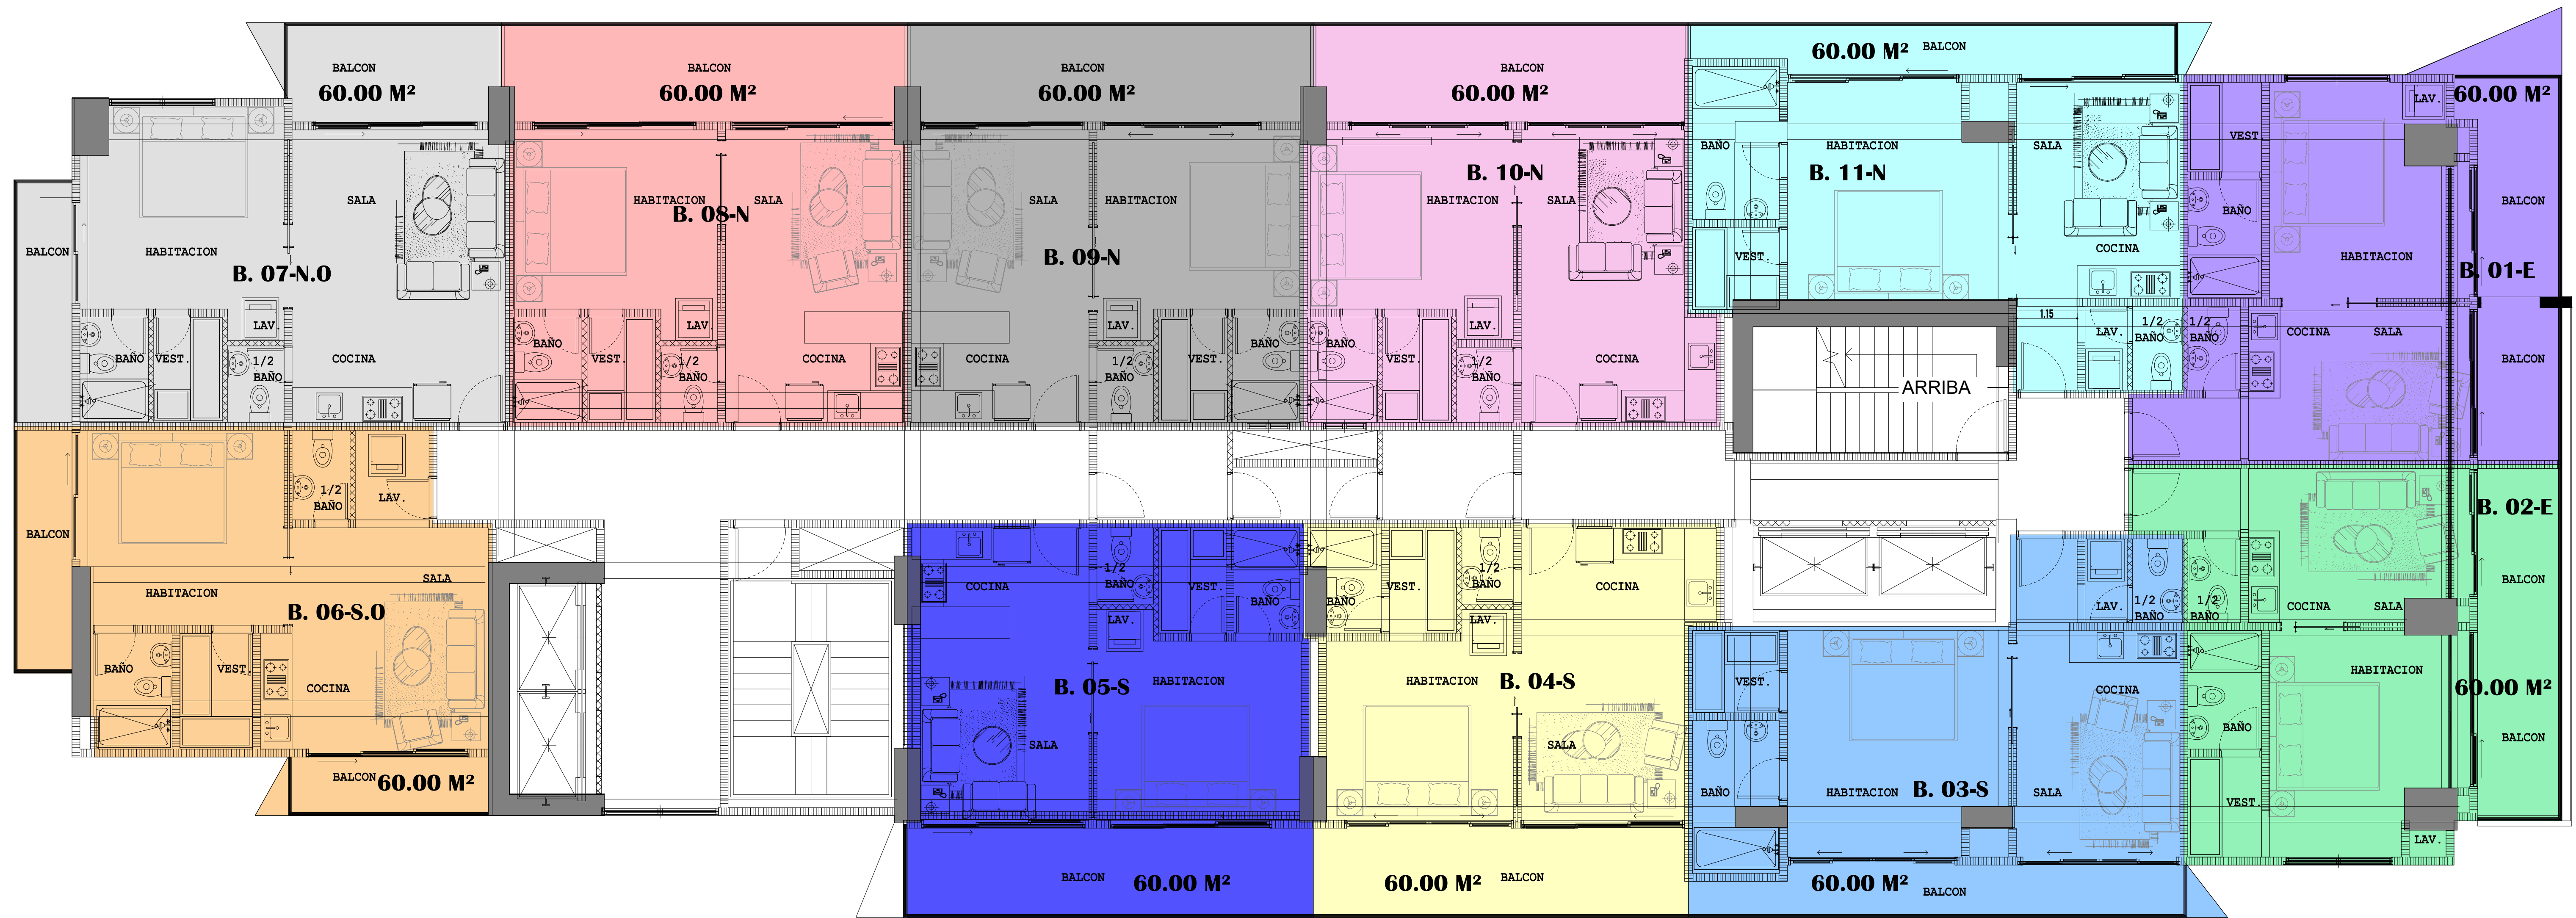 BALCON
60.00 M²
BALCON
60.00 M²
BALCON
60.00 M²
BALCON
60.00 M²
60.00 M² BALCON
60.00 M²
BALCON
HABITACION
SALA
B. 07-N.O
LAV.
BAÑO
VEST.
1/2
BAÑO
COCINA
HABITACION
SALA
B. 08-N
LAV.
BAÑO
VEST.
1/2
BAÑO
COCINA
SALA
HABITACION
B. 09-N
COCINA
LAV.
1/2
BAÑO
VEST.
BAÑO
B. 10-N
HABITACION
SALA
LAV.
BAÑO
VEST.
1/2
BAÑO
COCINA
BAÑO
HABITACION
SALA
B. 11-N
VEST.
COCINA
1.15
LAV.
1/2
BAÑO
LAV.
VEST.
BAÑO
BALCON
HABITACION
B. 01-E
1/2
BAÑO
COCINA
SALA
BALCON
ARRIBA
BALCON
1/2
BAÑO
LAV.
SALA
HABITACION
B. 06-S.O
BAÑO
VEST.
COCINA
BALCON
60.00 M²
COCINA
1/2
BAÑO
VEST.
BAÑO
LAV.
B. 05-S
HABITACION
SALA
BALCON
60.00 M²
BAÑO
VEST.
1/2
BAÑO
COCINA
LAV.
HABITACION
B. 04-S
SALA
60.00 M²
BALCON
LAV.
1/2
BAÑO
VEST.
COCINA
BAÑO
HABITACION
B. 03-S
SALA
60.00 M²
BALCON
B. 02-E
BALCON
1/2
BAÑO
COCINA
SALA
HABITACION
60.00 M²
BAÑO
BALCON
VEST.
LAV.